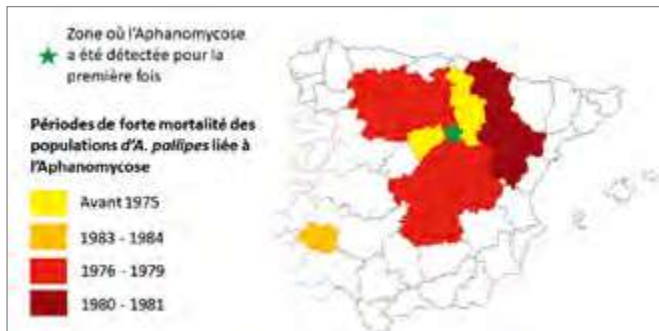 Zone où l'Aphanomycose
a été détectée pour la
première fois
Périodes de forte mortalité des
populations d'A. pallipes liée à
l'Aphanomycose
Avant 1975
1983 - 1984
1976 - 1979
1980 - 1981